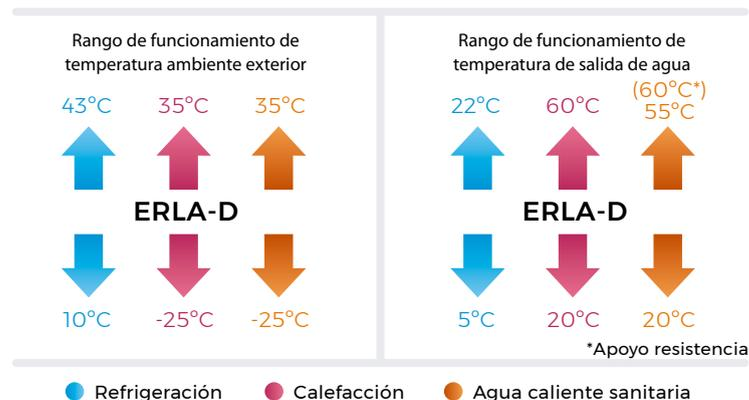 Rango de funcionamiento de
temperatura ambiente exterior
43°C 35°C 35°C
ERLA-D
10°C -25°C -25°C
Rango de funcionamiento de
temperatura de salida de agua
(60°C*)
22°C 60°C 55°C
ERLA-D
5°C 20°C 20°C
*Apoyo resistencia
Refrigeración Calefacción Agua caliente sanitaria